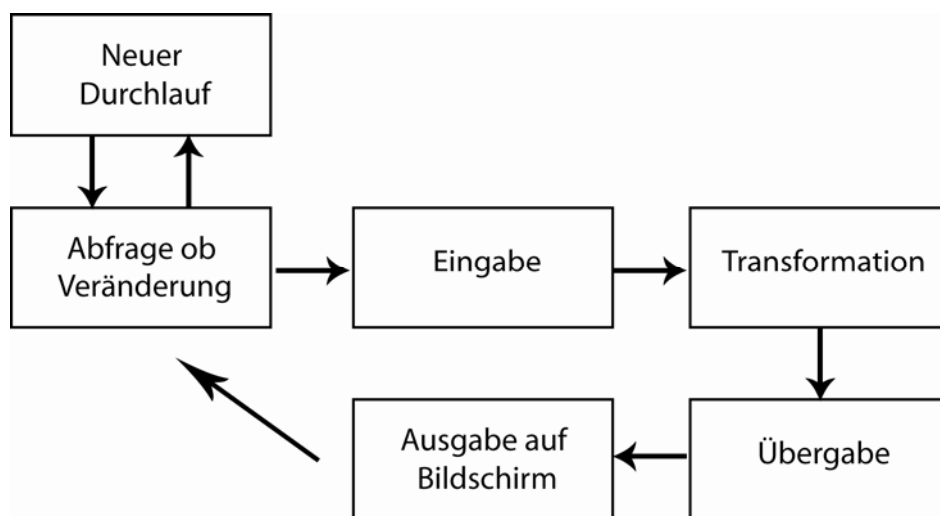 Neuer
Durchlauf
Abfrage ob
Veränderung
Eingabe
Transformation
Ausgabe auf
Bildschirm
Übergabe